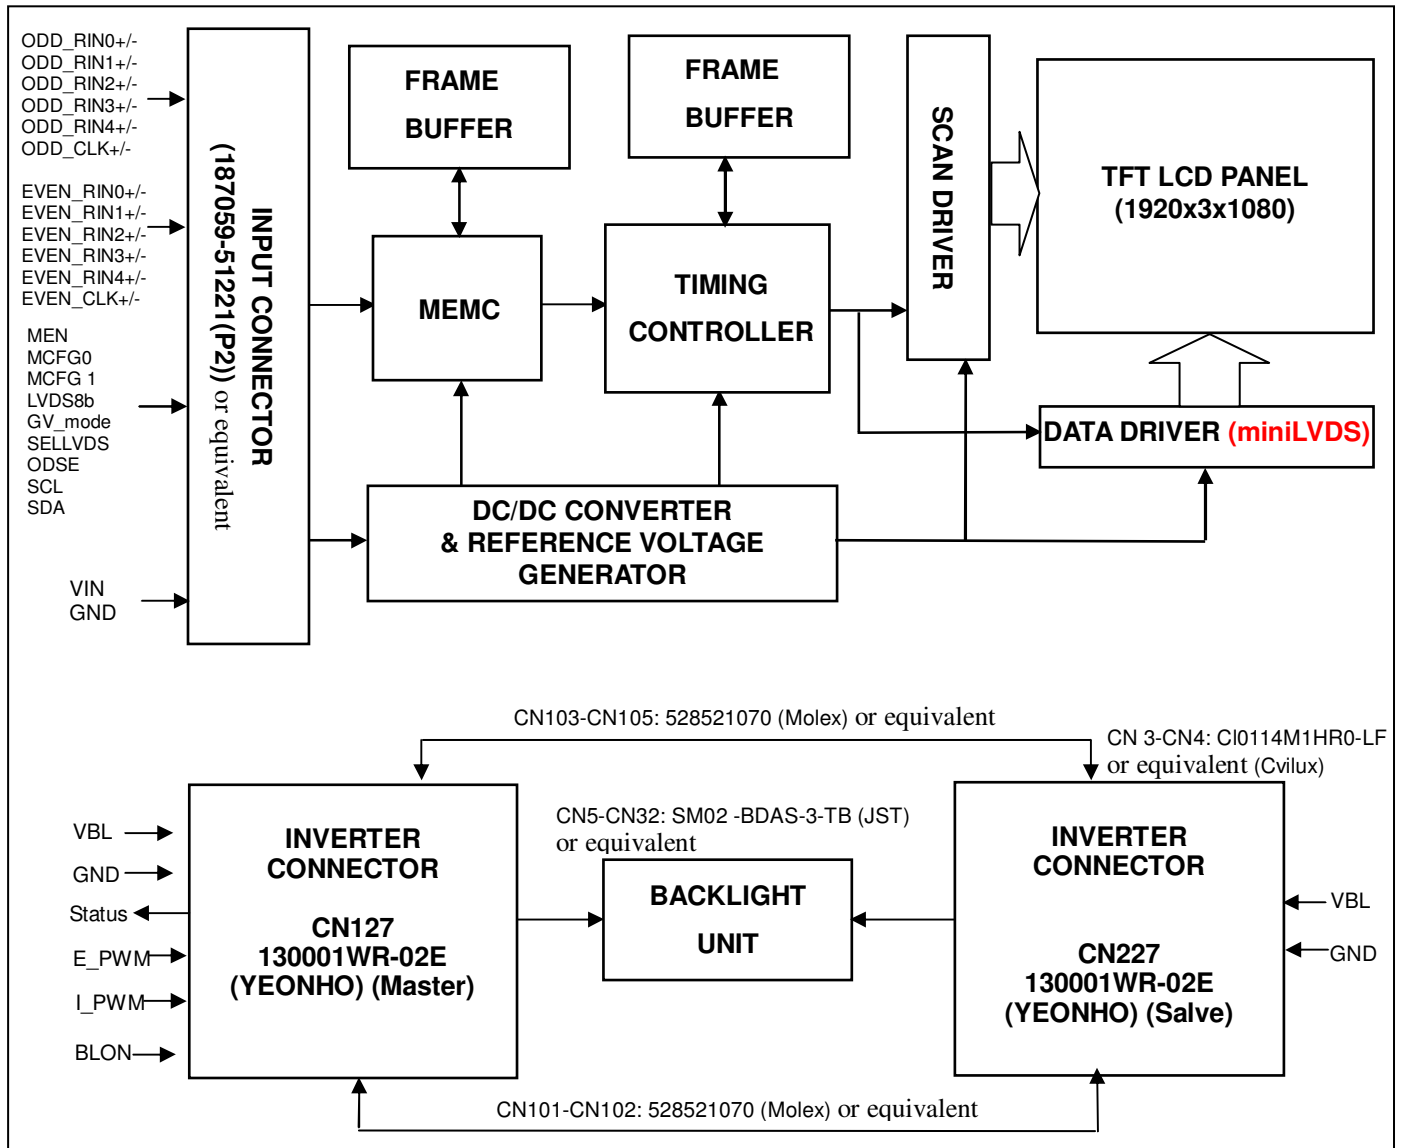 ODD_RIN0+/-
ODD_RIN1+/-
ODD_RIN2+/-
ODD_RIN3+/-
ODD_RIN4+/-
ODD_CLK+/-
EVEN_RIN0+/-
EVEN_RIN1+/-
EVEN_RIN2+/-
EVEN_RIN3+/-
EVEN_RIN4+/-
EVEN_CLK+/-
MEN
MCFG0
MCFG 1
LVDS8b
GV_mode
SELLVDS
ODSE
SCL
SDA
VIN
GND
INPUT CONNECTOR
(187059-51221(P2)) or equivalent
FRAME
BUFFER
FRAME
BUFFER
MEMC
TIMING
CONTROLLER
SCAN DRIVER
TFT LCD PANEL
(1920x3x1080)
DATA DRIVER (miniLVDS)
DC/DC CONVERTER
& REFERENCE VOLTAGE
GENERATOR
CN103-CN105: 528521070 (Molex) or equivalent
CN 3-CN4: CI0114M1HR0-LF
or equivalent (Cvilux)
VBL
GND
Status
E_PWM
I_PWM
BLON
INVERTER
CONNECTOR
CN127
130001WR-02E
(YEONHO) (Master)
CN5-CN32: SM02 -BDAS-3-TB (JST)
or equivalent
BACKLIGHT
UNIT
INVERTER
CONNECTOR
CN227
130001WR-02E
(YEONHO) (Salve)
VBL
GND
CN101-CN102: 528521070 (Molex) or equivalent